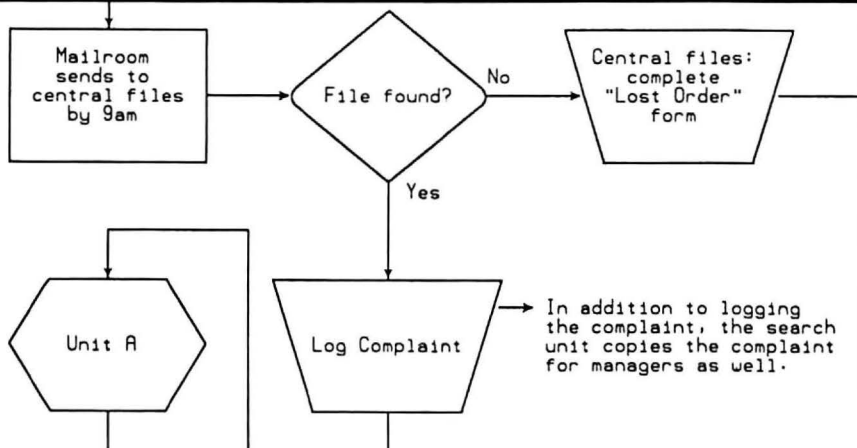 Mailroom
sends to
central files
by 9am
File found?
No
Central files:
complete
"Lost Order"
form
Yes
Unit A
Log Complaint
In addition to logging
the complaint, the search
unit copies the complaint
for managers as well.